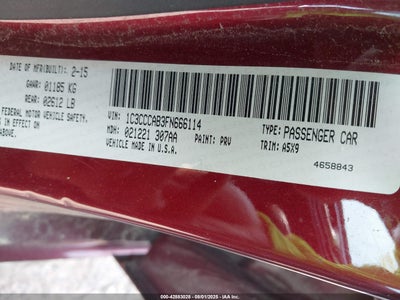 DATE OF MFR(BUILT): 2-15
GAWR: 01185 KG
REAR: 02612 LB
FEDERAL MOTOR VEHICLE SAFETY,
IN EFFECT ON
ABOVE.
VIN: 1C3CCCAB3FN666114
MDH: 021221 307AA
MADE IN U.S.A.
PAINT: PRV
TYPE: PASSENGER CAR
TRIM: A5X9
4658843
000-42883028 - 08/01/2025 - IAA Inc.